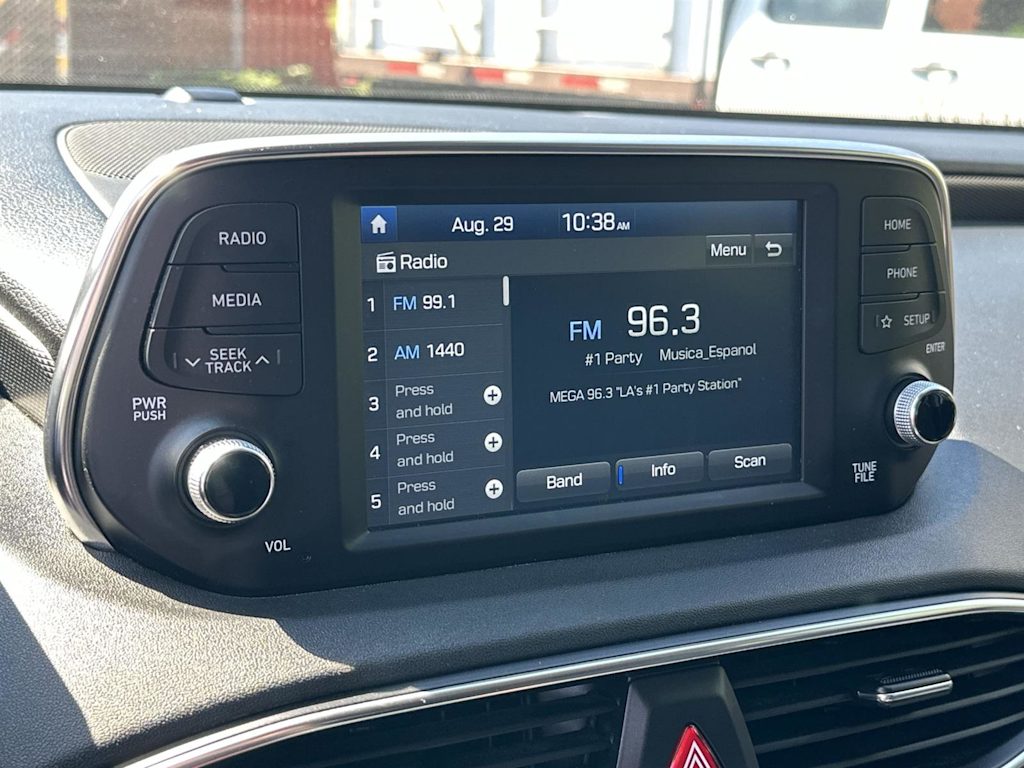 Aug. 29 10:38 AM
Radio Menu
1 FM 99.1
2 AM 1440
3 Press
and hold
4 Press
and hold
5 Press
and hold
FM 96.3
#1 Party Musica_Espanol
MEGA 96.3 "LA's #1 Party Station"
Band Info Scan
RADIO
MEDIA
SEEK
TRACK
PWR
PUSH
VOL
HOME
PHONE
SETUP
ENTER
TUNE
FILE